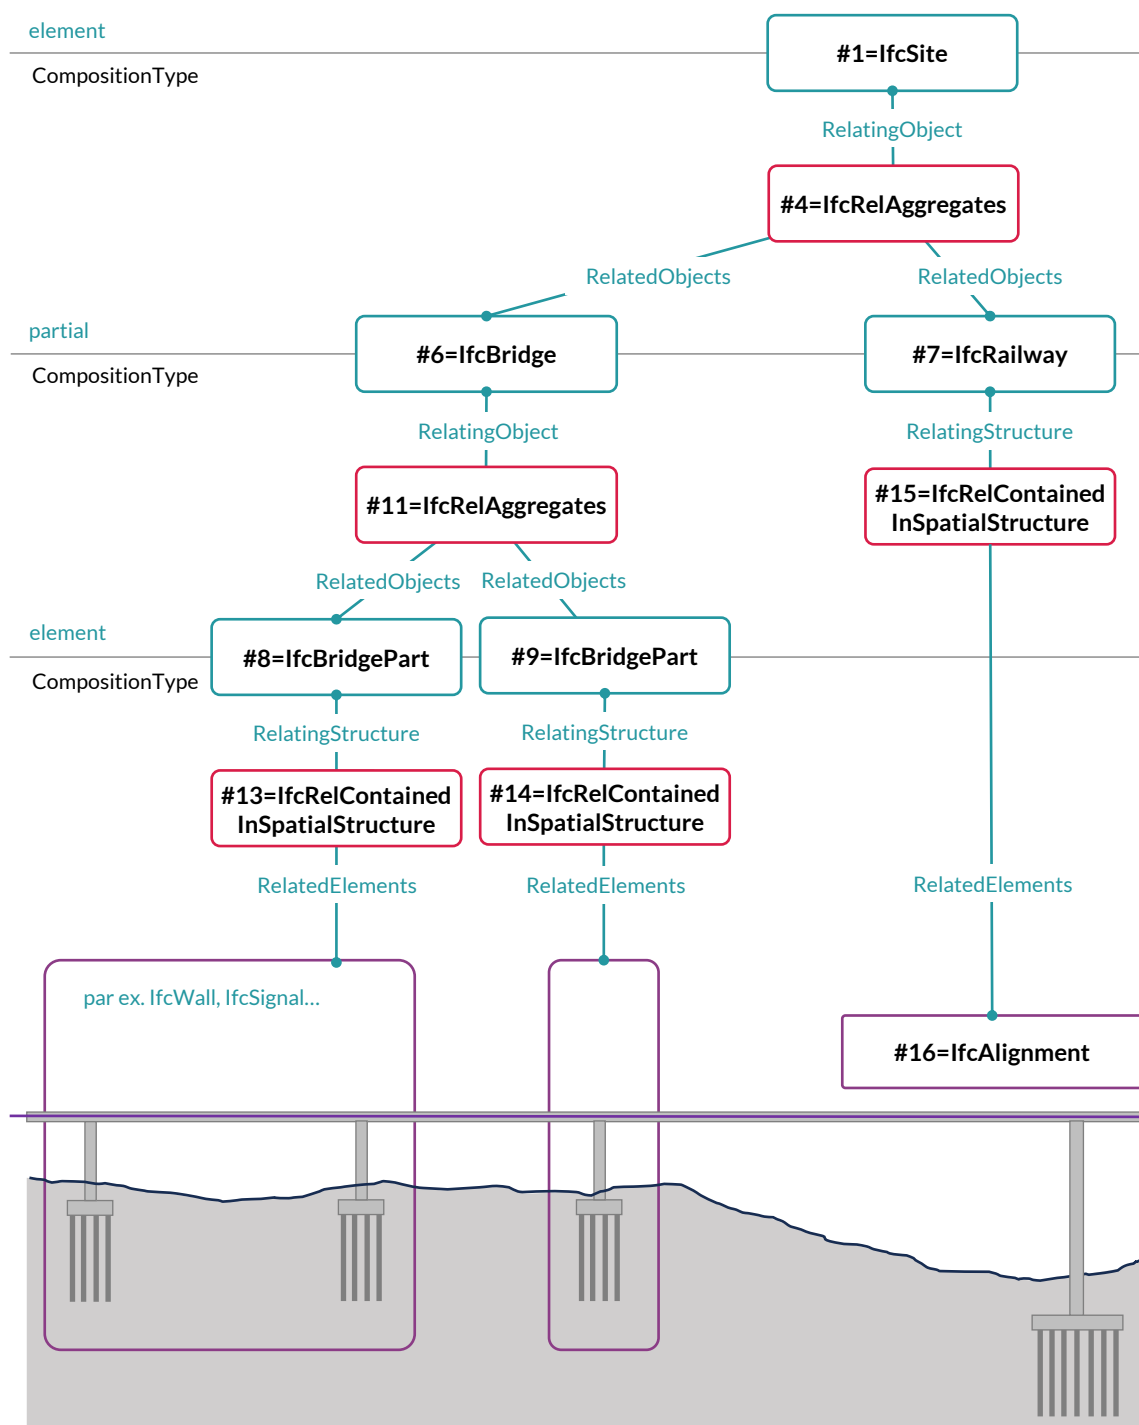 element
#1=IfcSite
CompositionType
RelatingObject
#4=IfcRelAggregates
RelatedObjects
RelatedObjects
partial
#6=IfcBridge
#7=IfcRailway
CompositionType
RelatingObject
RelatingStructure
#11=IfcRelAggregates
#15=IfcRelContained
InSpatialStructure
RelatedObjects
RelatedObjects
element
#8=IfcBridgePart
#9=IfcBridgePart
CompositionType
RelatingStructure
RelatingStructure
#13=IfcRelContained
InSpatialStructure
#14=IfcRelContained
InSpatialStructure
RelatedElements
RelatedElements
RelatedElements
par ex. IfcWall, IfcSignal...
#16=IfcAlignment